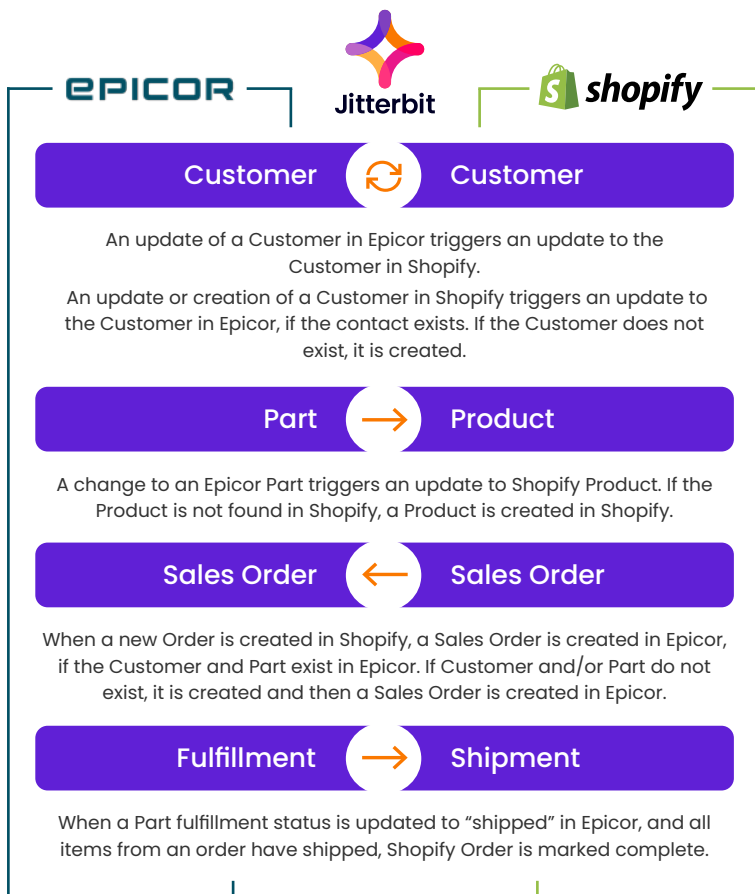 EPICOR
Jitterbit
shopify
Customer Customer
An update of a Customer in Epicor triggers an update to the
Customer in Shopify.
An update or creation of a Customer in Shopify triggers an update to
the Customer in Epicor, if the contact exists. If the Customer does not
exist, it is created.
Part Product
A change to an Epicor Part triggers an update to Shopify Product. If the
Product is not found in Shopify, a Product is created in Shopify.
Sales Order Sales Order
When a new Order is created in Shopify, a Sales Order is created in Epicor,
if the Customer and Part exist in Epicor. If Customer and/or Part do not
exist, it is created and then a Sales Order is created in Epicor.
Fulfillment Shipment
When a Part fulfillment status is updated to “shipped” in Epicor, and all
items from an order have shipped, Shopify Order is marked complete.